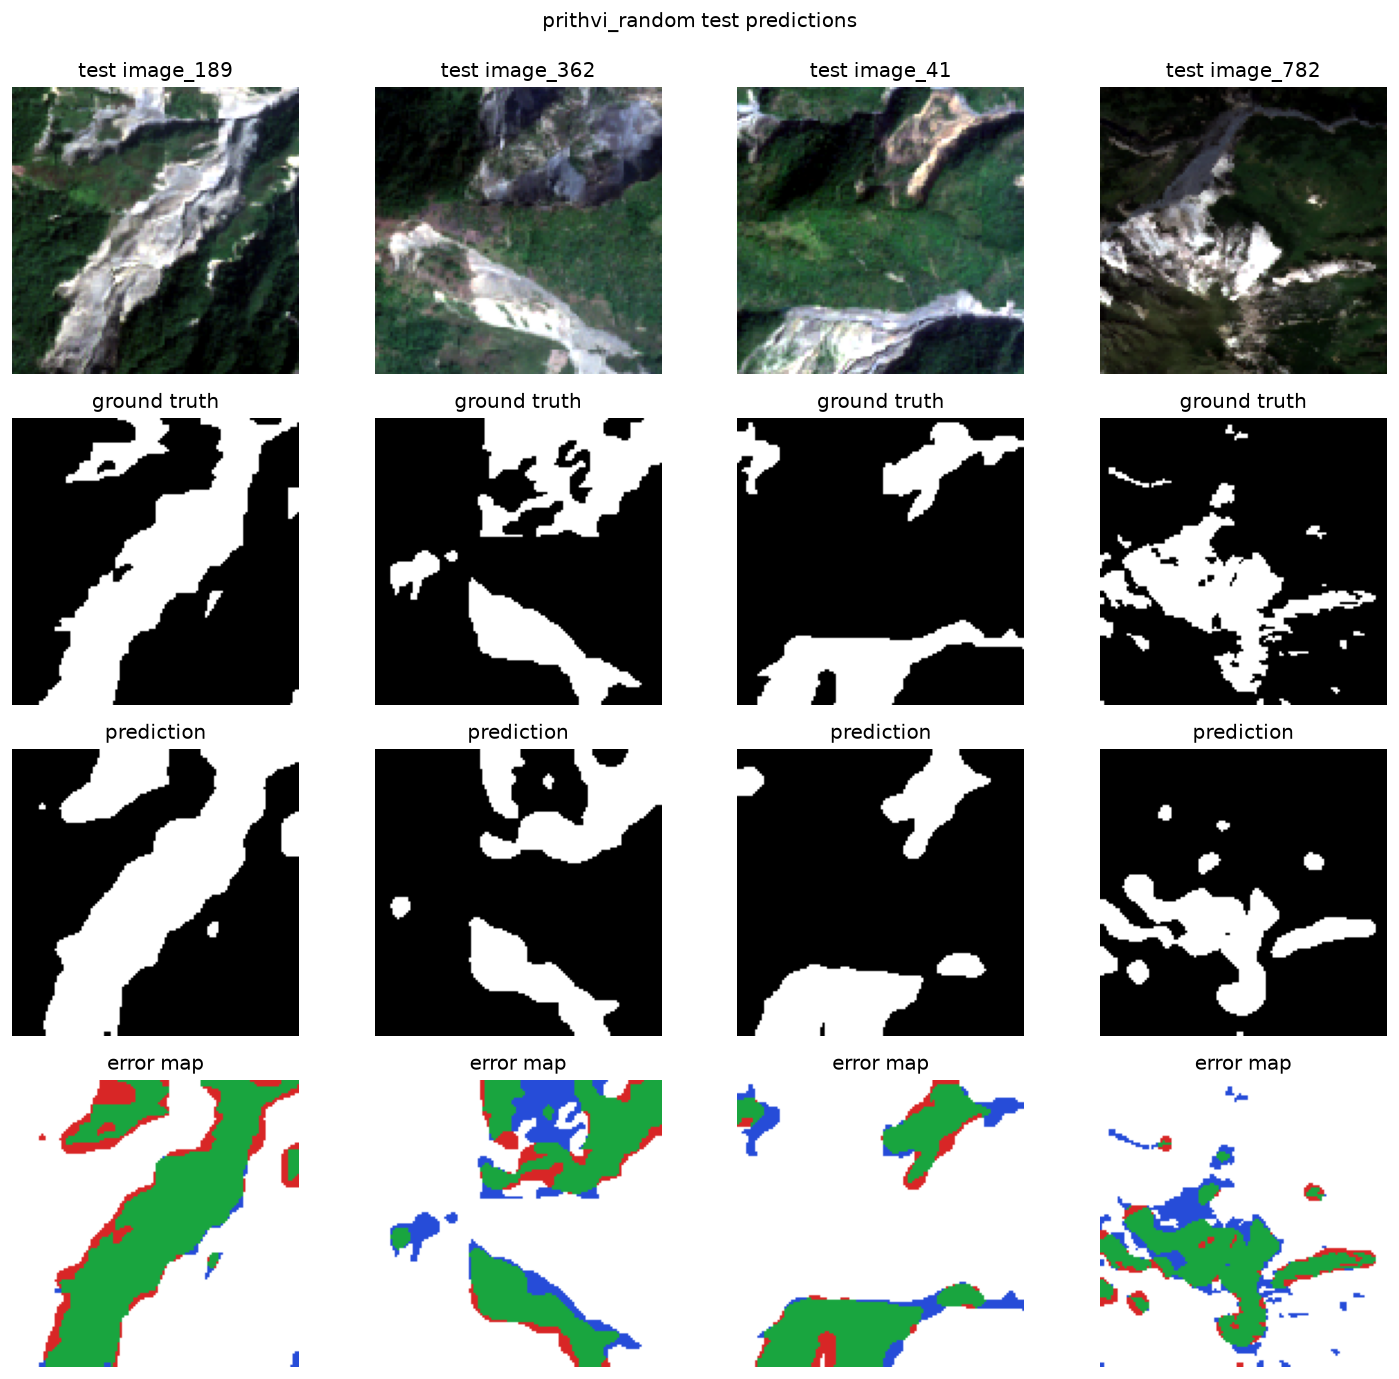 prithvi_random test predictions
test image_189
test image_362
test image_41
test image_782
ground truth
ground truth
ground truth
ground truth
prediction
prediction
prediction
prediction
error map
error map
error map
error map